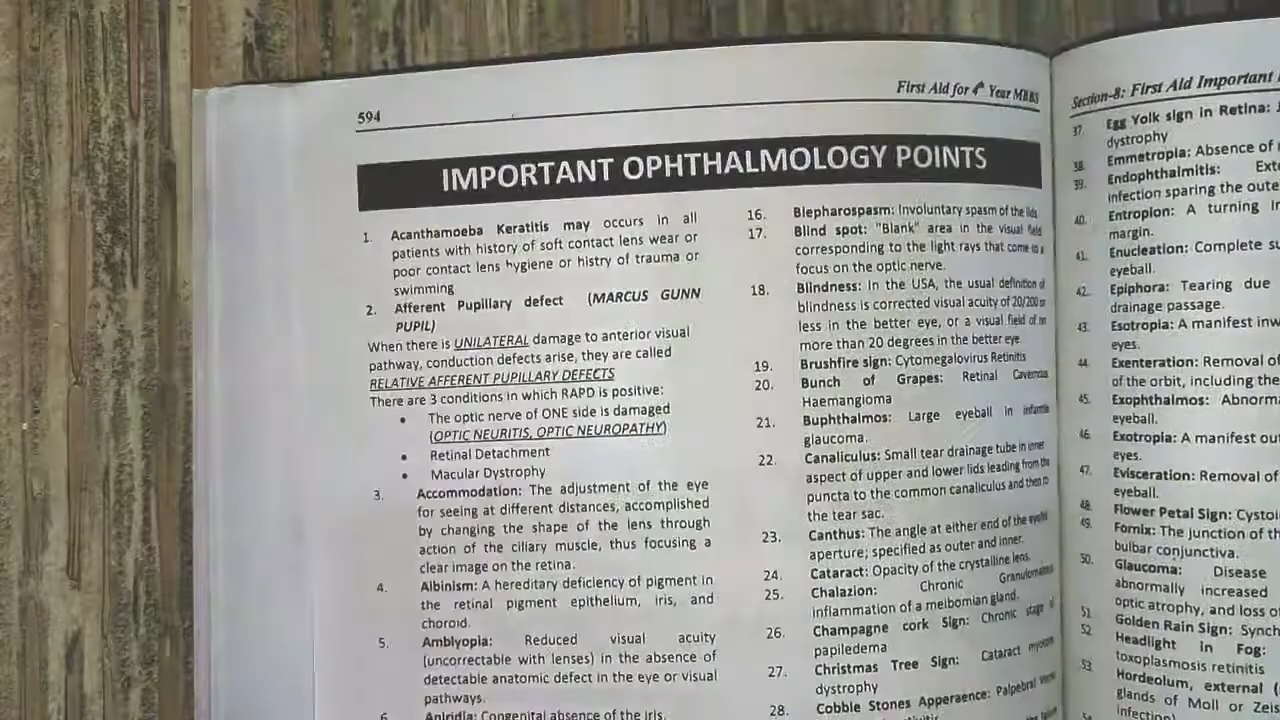 594
First Aid for 4th Year MBBS
IMPORTANT OPHTHALMOLOGY POINTS
1. Acanthamoeba Keratitis may occurs in all
patients with history of soft contact lens wear or
poor contact lens hygiene or histry of trauma or
swimming
2. Afferent Pupillary defect (MARCUS GUNN
PUPIL)
When there is UNILATERAL damage to anterior visual
pathway, conduction defects arise, they are called
RELATIVE AFFERENT PUPILLARY DEFECTS
There are 3 conditions in which RAPD is positive:
• The optic nerve of ONE side is damaged
(OPTIC NEURITIS, OPTIC NEUROPATHY)
• Retinal Detachment
• Macular Dystrophy
3. Accommodation: The adjustment of the eye
for seeing at different distances, accomplished
by changing the shape of the lens through
action of the ciliary muscle, thus focusing a
clear image on the retina.
4. Albinism: A hereditary deficiency of pigment in
the retinal pigment epithelium, iris, and
choroid.
5. Amblyopia: Reduced visual acuity
(uncorrectable with lenses) in the absence of
detectable anatomic defect in the eye or visual
pathways.
6. Aniridia: Congenital absence of the iris.
16. Blepharospasm: Involuntary spasm of the lids
17. Blind spot: "Blank" area in the visual field
corresponding to the light rays that come to a
focus on the optic nerve.
18. Blindness: In the USA, the usual definition of
blindness is corrected visual acuity of 20/200 or
less in the better eye, or a visual field of no
more than 20 degrees in the better eye
19. Brushfire sign: Cytomegalovirus Retinitis
20. Bunch of Grapes: Retinal Cavernous
Haemangioma
21. Buphthalmos: Large eyeball in infantile
glaucoma.
22. Canaliculus: Small tear drainage tube in inner
aspect of upper and lower lids leading from the
puncta to the common canaliculus and then to
the tear sac.
23. Canthus: The angle at either end of the eyelid
aperture; specified as outer and inner.
24. Cataract: Opacity of the crystalline lens.
25. Chalazion: Chronic Granulomatous
inflammation of a meibomian gland.
26. Champagne cork Sign: Chronic stage of
papiledema
27. Christmas Tree Sign: Cataract myotonic
dystrophy
28. Cobble Stones Apperaence: Palpebral
Section-8: First Aid Important
37. Egg Yolk sign in Retina:
dystrophy
38. Emmetropia: Absence of
39. Endophthalmitis:
infection sparing the oute
40. Entropion: A turning
margin.
41. Enucleation: Complete su
eyeball.
42. Epiphora: Tearing due
drainage passage.
43. Esotropia: A manifest inw
eyes.
44. Exenteration: Removal of
of the orbit, including the
45. Exophthalmos: Abnorma
eyeball.
46. Exotropia: A manifest ou
eyes.
47. Evisceration: Removal of
eyeball.
48. Flower Petal Sign: Cystoi
49. Fornix: The junction of th
bulbar conjunctiva.
50. Glaucoma: Disease
abnormally increased
optic atrophy, and loss o
51. Golden Rain Sign: Synch
52. Headlight in Fog:
toxoplasmosis retinitis
53. Hordeolum, external
glands of Moll or Zeis
infection)